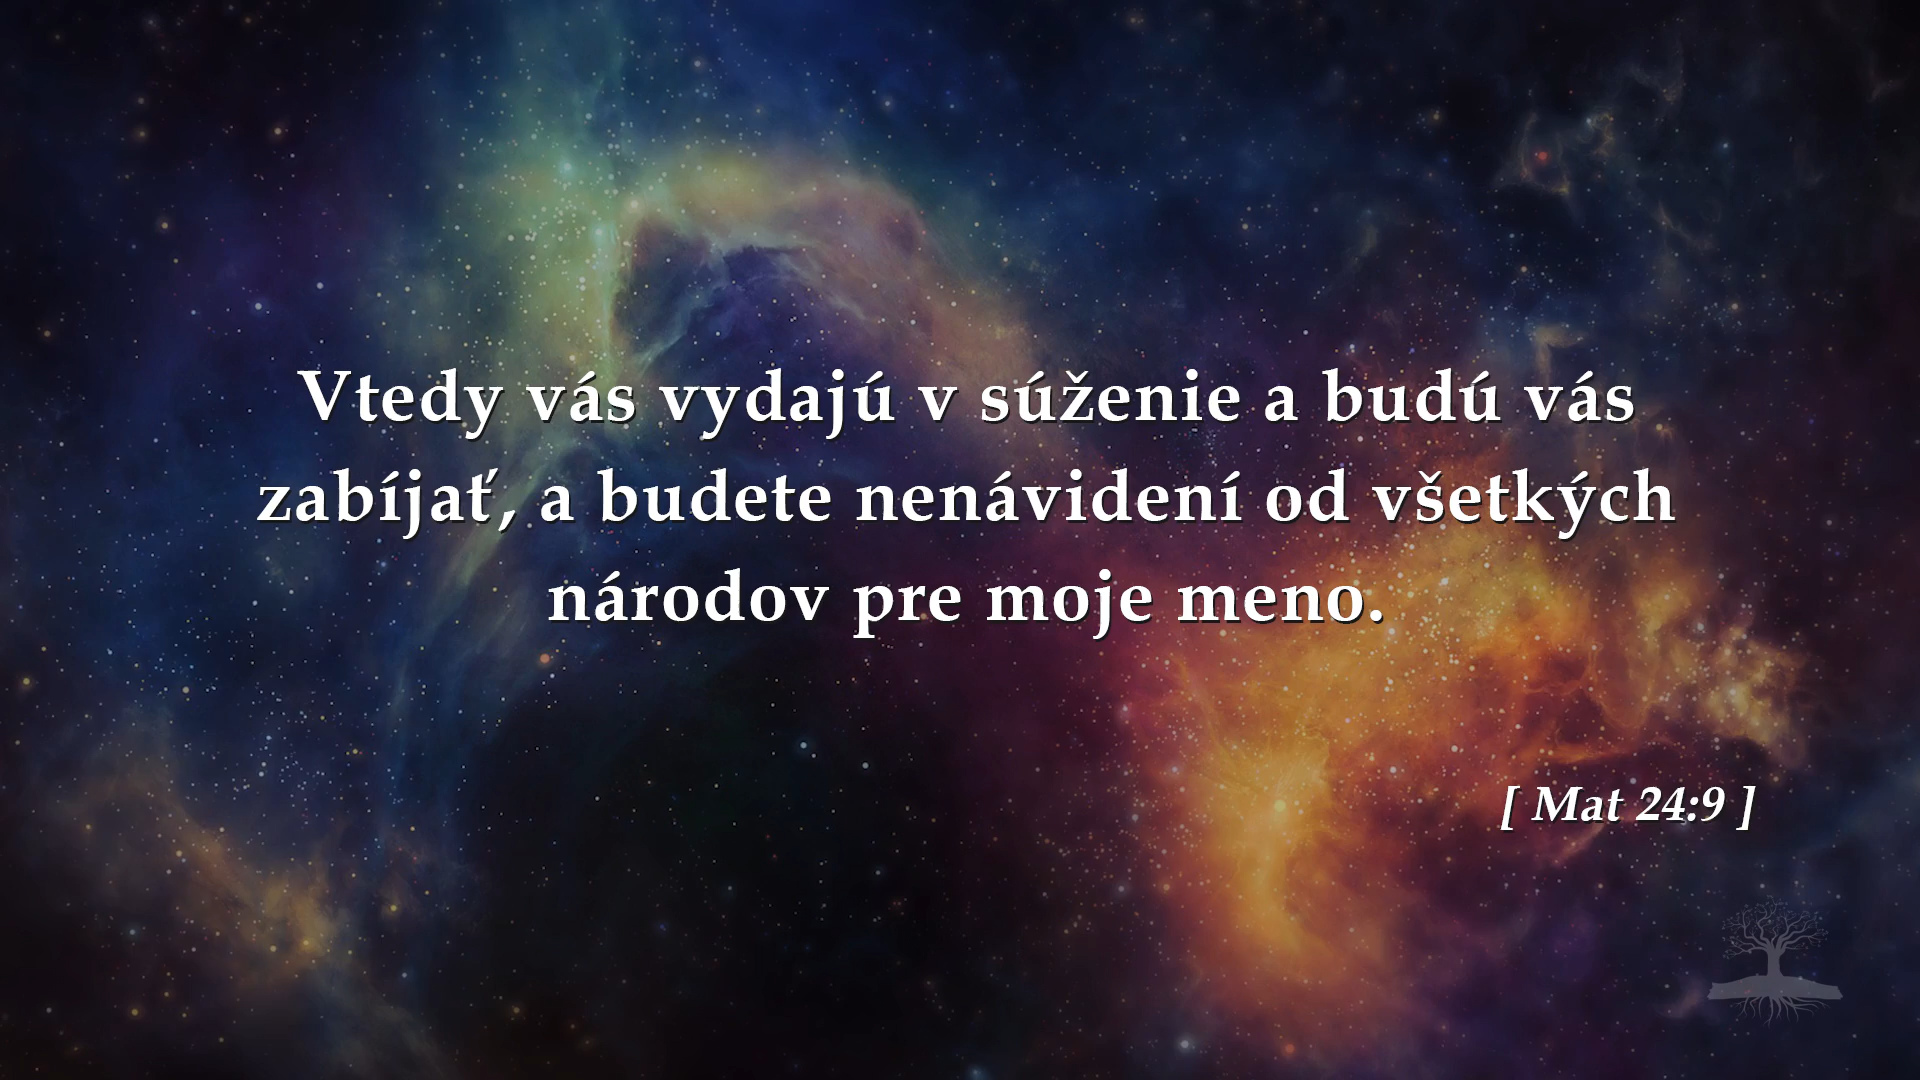 Vtedy vás vydajú v súženie a budú vás
zabíjať, a budete nenávidení od všetkých
národov pre moje meno.
[ Mat 24:9 ]